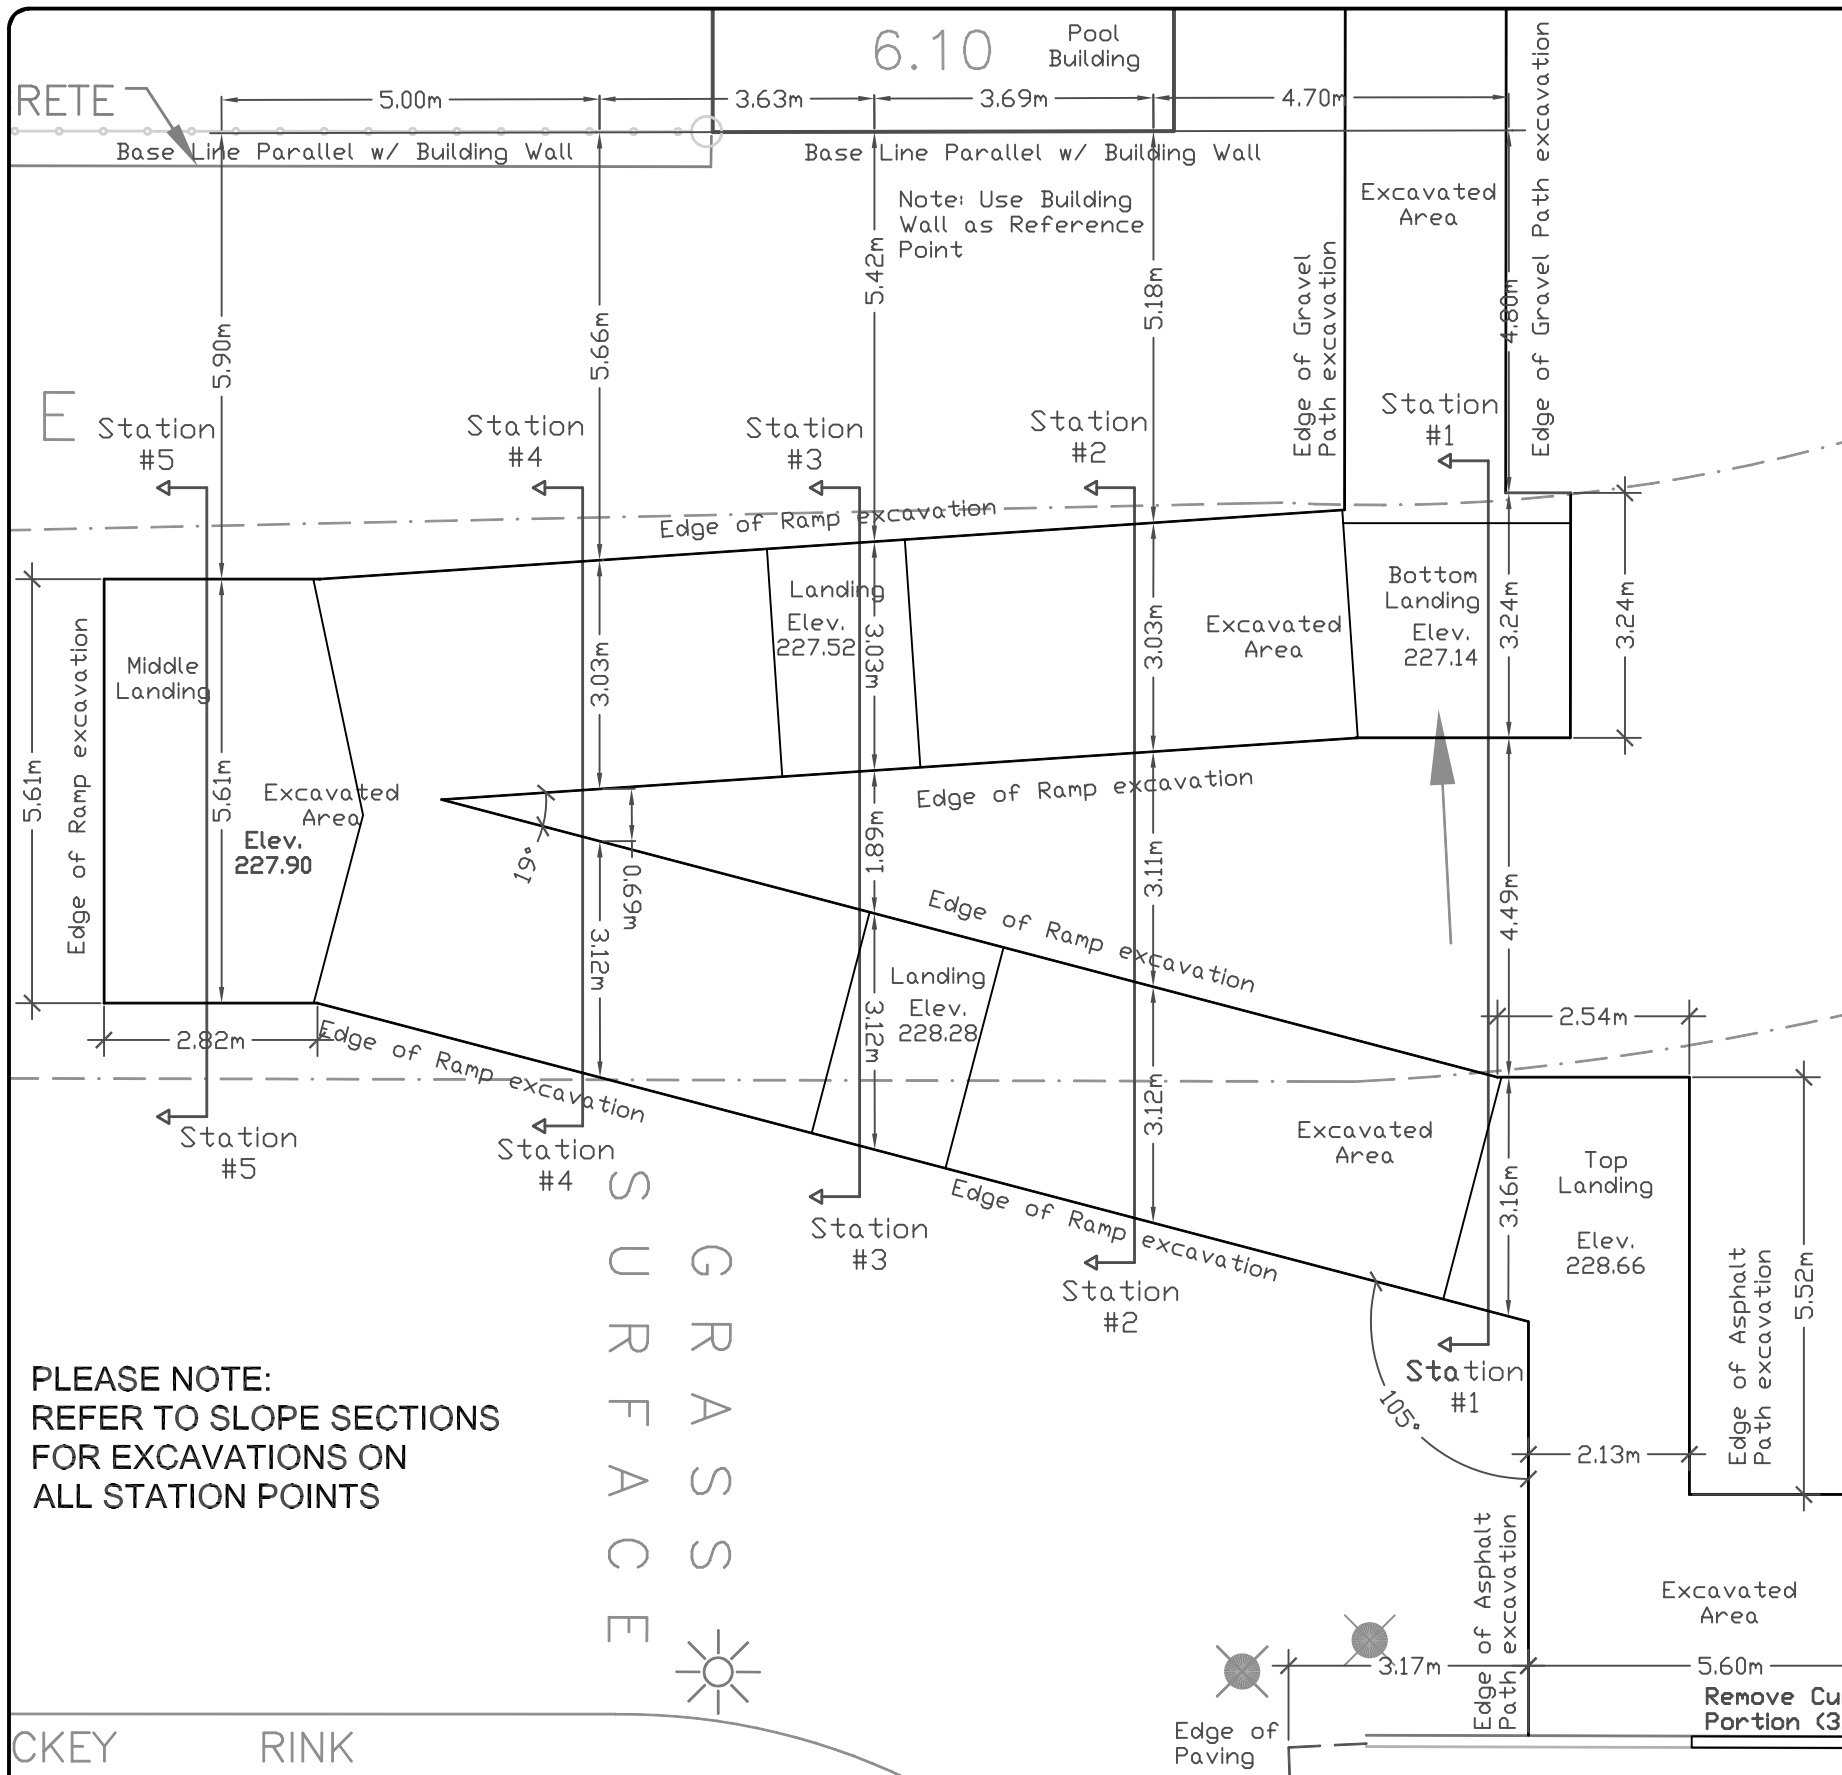 6.10
Pool
Building
RETE
5.00m
3.63m
3.69m
4.70m
Base Line Parallel w/ Building Wall
Base Line Parallel w/ Building Wall
Note: Use Building
Wall as Reference
Point
Excavated
Area
Edge of Gravel
Path excavation
Edge of Gravel Path excavation
5.90m
5.66m
5.42m
5.18m
4.80m
E
Station
#5
Station
#4
Station
#3
Station
#2
Station
#1
Edge of Ramp excavation
Landing
Elev.
227.52
Bottom
Landing
Elev.
227.14
Excavated
Area
Middle
Landing
Edge of Ramp excavation
5.61m
5.61m
3.03m
3.03m
3.03m
3.24m
3.24m
Excavated
Area
Elev.
227.90
Edge of Ramp excavation
19°
0.69m
1.89m
3.11m
4.49m
Edge of Ramp excavation
3.12m
3.12m
3.12m
Landing
Elev.
228.28
2.82m
Edge of Ramp excavation
2.54m
Excavated
Area
3.16m
Top
Landing
Elev.
228.66
Edge of Ramp excavation
Station
#5
Station
#4
Station
#3
Station
#2
Station
#1
5.52m
Edge of Asphalt
Path excavation
105°
2.13m
GRASS
SURFACE
PLEASE NOTE:
REFER TO SLOPE SECTIONS
FOR EXCAVATIONS ON
ALL STATION POINTS
Edge of Asphalt
Path excavation
Excavated
Area
3.17m
5.60m
Remove Cu
Portion (3
Edge of
Paving
CKEY RINK